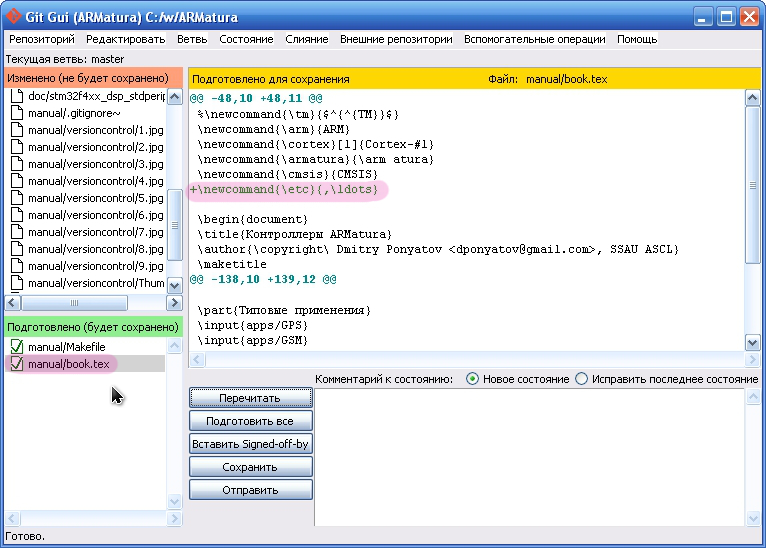 Git Gui (ARMatura) C:/w/ARMatura
Репозиторий Редактировать Ветвь Состояние Слияние Внешние репозитории Вспомогательные операции Помощь
Текущая ветвь: master
Изменено (не будет сохранено)
doc/stm32f4xx_dsp_stdperip
manual/.gitignore~
manual/versioncontrol/1.jpg
manual/versioncontrol/2.jpg
manual/versioncontrol/3.jpg
manual/versioncontrol/4.jpg
manual/versioncontrol/5.jpg
manual/versioncontrol/6.jpg
manual/versioncontrol/7.jpg
manual/versioncontrol/8.jpg
manual/versioncontrol/9.jpg
manual/versioncontrol/Thum
Подготовлено (будет сохранено)
manual/Makefile
manual/book.tex
Подготовлено для сохранения Файл: manual/book.tex
@@ -48,10 +48,11 @@
%\newcommand{\tm}{$^{^{TM}}$}
\newcommand{\arm}{ARM}
\newcommand{\cortex}[1]{Cortex-#1}
\newcommand{\armatura}{\arm atura}
\newcommand{\cmsis}{CMSIS}
+\newcommand{\etc}{,\ldots}
\begin{document}
\title{Контроллеры ARMatura}
\author{\copyright\ Dmitry Ponyatov <dponyatov@gmail.com>, SSAU ASCL}
\maketitle
@@ -138,10 +139,12 @@
\part{Типовые применения}
\input{apps/GPS}
\input{apps/GSM}
Комментарий к состоянию: Новое состояние Исправить последнее состояние
Перечитать
Подготовить все
Вставить Signed-off-by
Сохранить
Отправить
Готово.